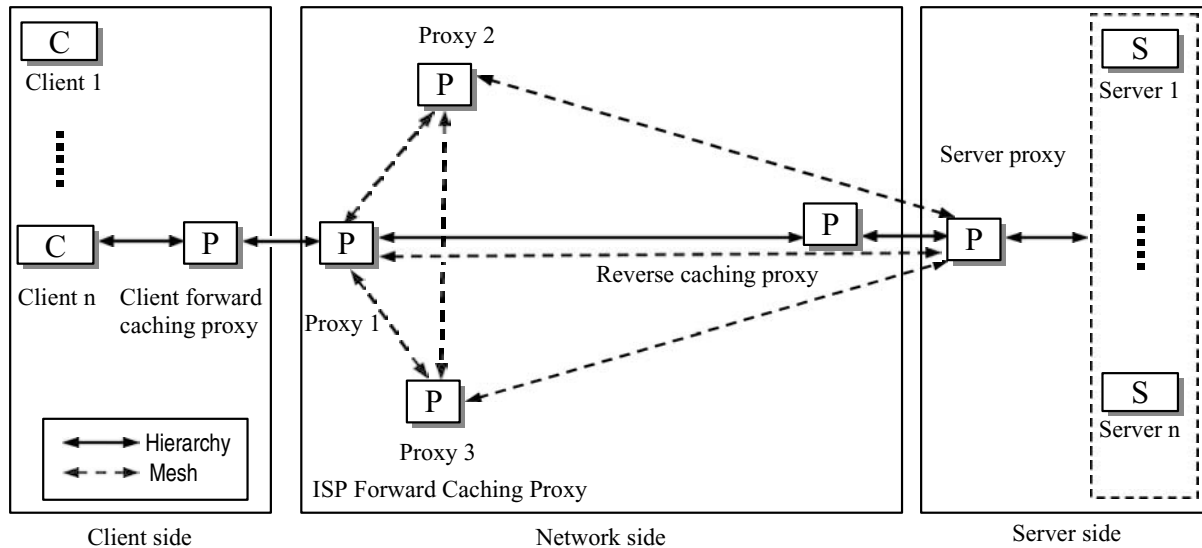 C
Client 1
C
Client n
P
Client forward
caching proxy
Hierarchy
Mesh
Client side
Proxy 2
P
P
Proxy 1
P
Proxy 3
P
Reverse caching proxy
ISP Forward Caching Proxy
Network side
Server proxy
P
S
Server 1
S
Server n
Server side